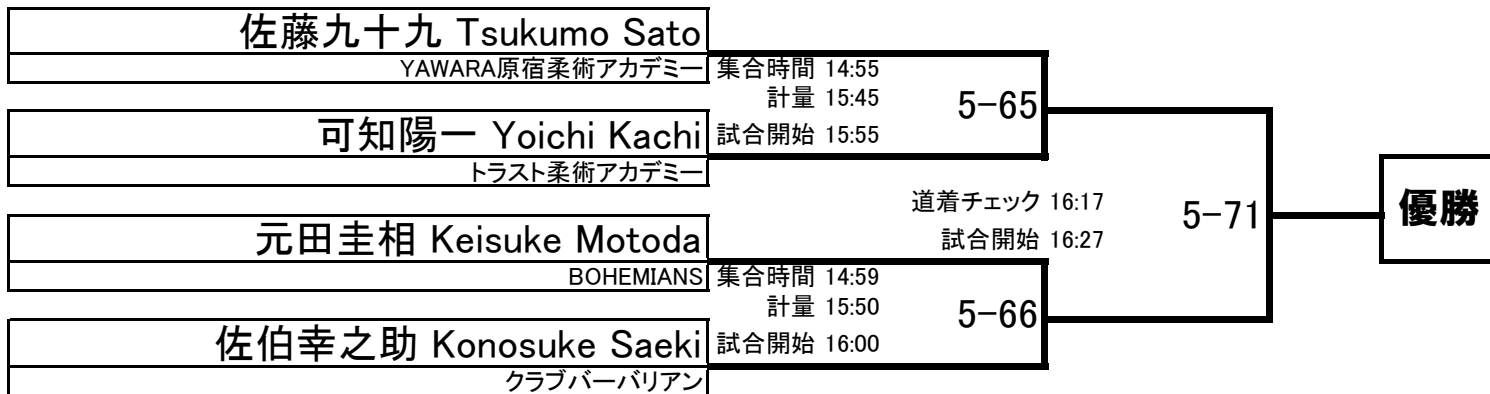 佐藤九十九 Tsukumo Sato
YAWARA原宿柔術アカデミー
集合時間 14:55
計量 15:45
5-65
可知陽一 Yoichi Kachi
試合開始 15:55
トラスト柔術アカデミー
道着チェック 16:17
5-71
優勝
元田圭相 Keisuke Motoda
試合開始 16:27
BOHEMIANS
集合時間 14:59
計量 15:50
5-66
佐伯幸之助 Konosuke Saeki
試合開始 16:00
クラブバーバリアン